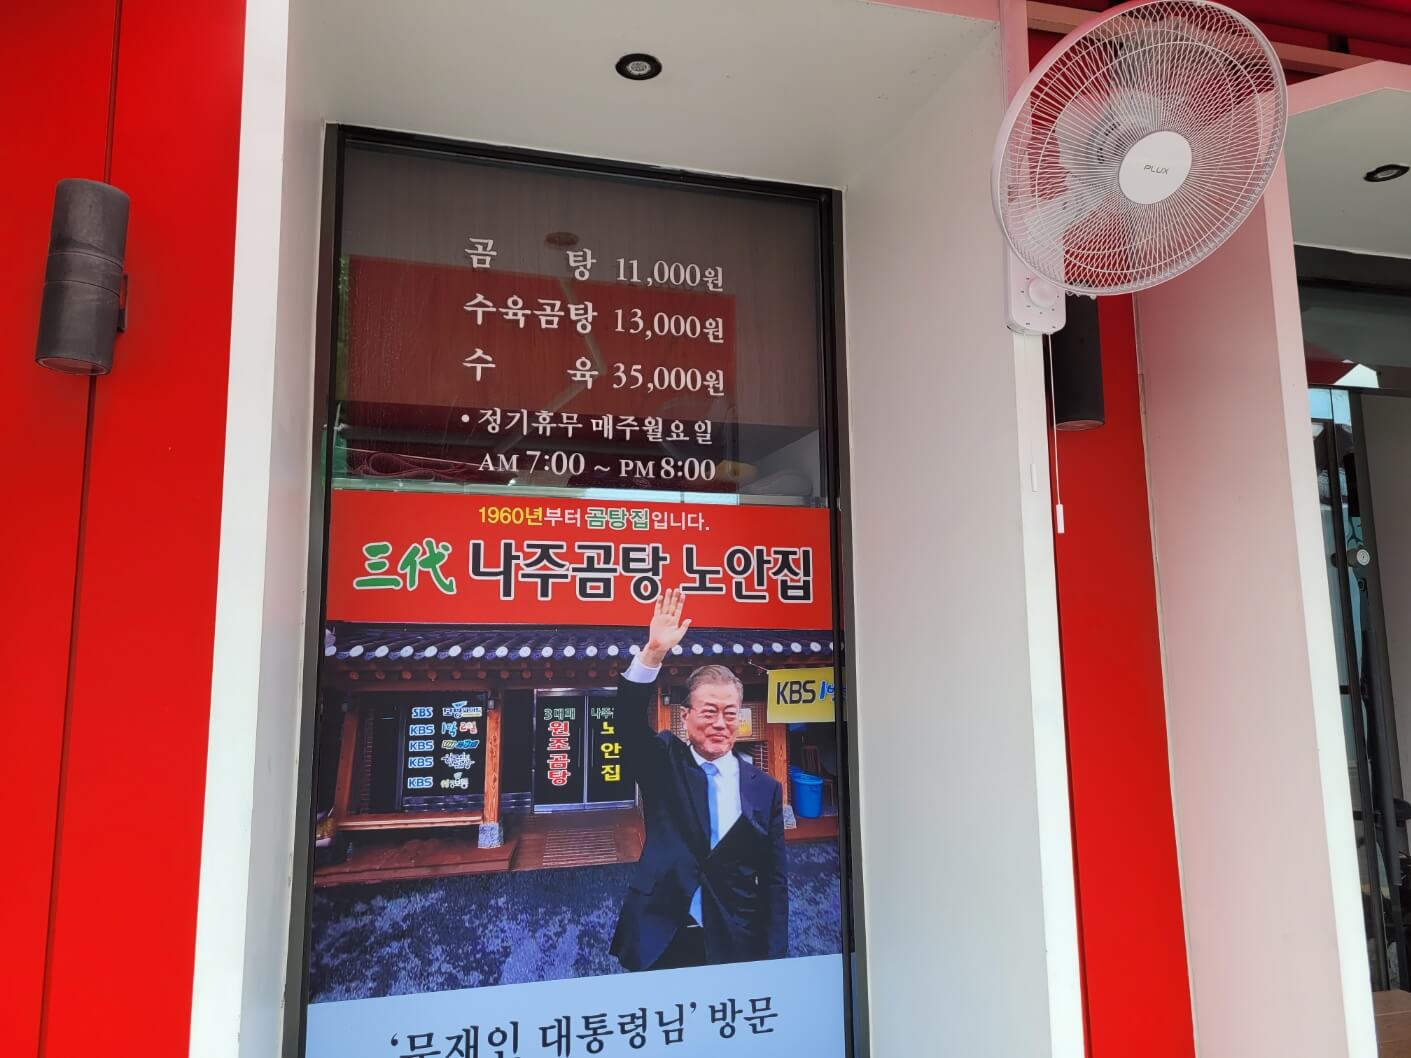 곰 탕 11,000원
수육곰탕 13,000원
수 육 35,000원
• 정기휴무 매주월요일
AM 7:00 ~ PM 8:00
1960년부터 곰탕집입니다.
三代 나주곰탕 노안집
KBS
SBS
KBS
KBS
KBS
KBS
3대째 원조곰탕
나주 노안집
'문재인 대통령님' 방문
PLUX